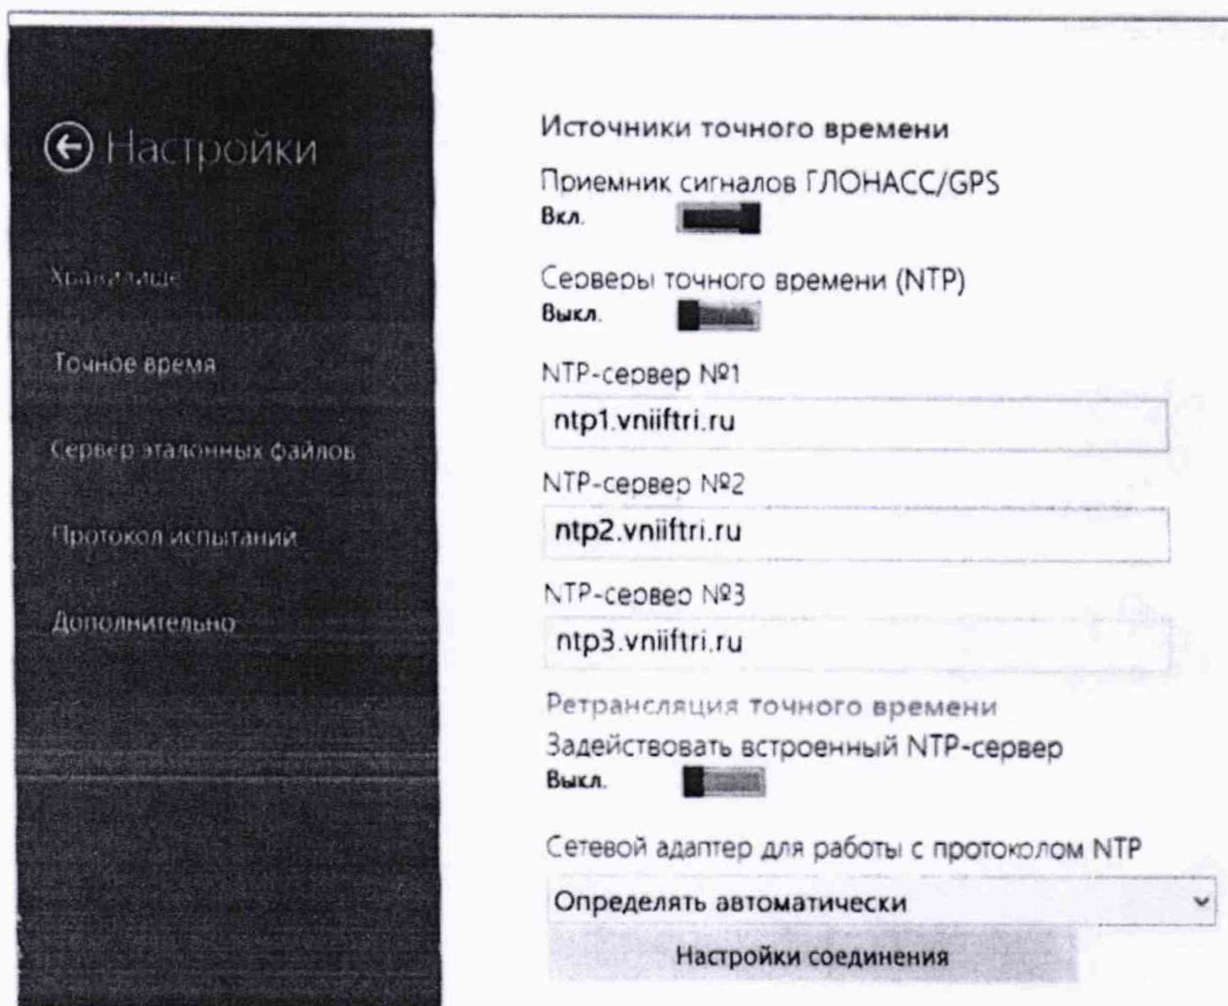 Настройки
Хранилище
Точное время
Сервер эталонных файлов
Протокол испытаний
Дополнительно
Источники точного времени
Приемник сигналов ГЛОНАСС/GPS
Вкл.
Серверы точного времени (NTP)
Выкл.
NTP-сервер №1
ntp1.vniiftri.ru
NTP-сервер №2
ntp2.vniiftri.ru
NTP-сервер №3
ntp3.vniiftri.ru
Ретрансляция точного времени
Задействовать встроенный NTP-сервер
Выкл.
Сетевой адаптер для работы с протоколом NTP
Определять автоматически
Настройки соединения